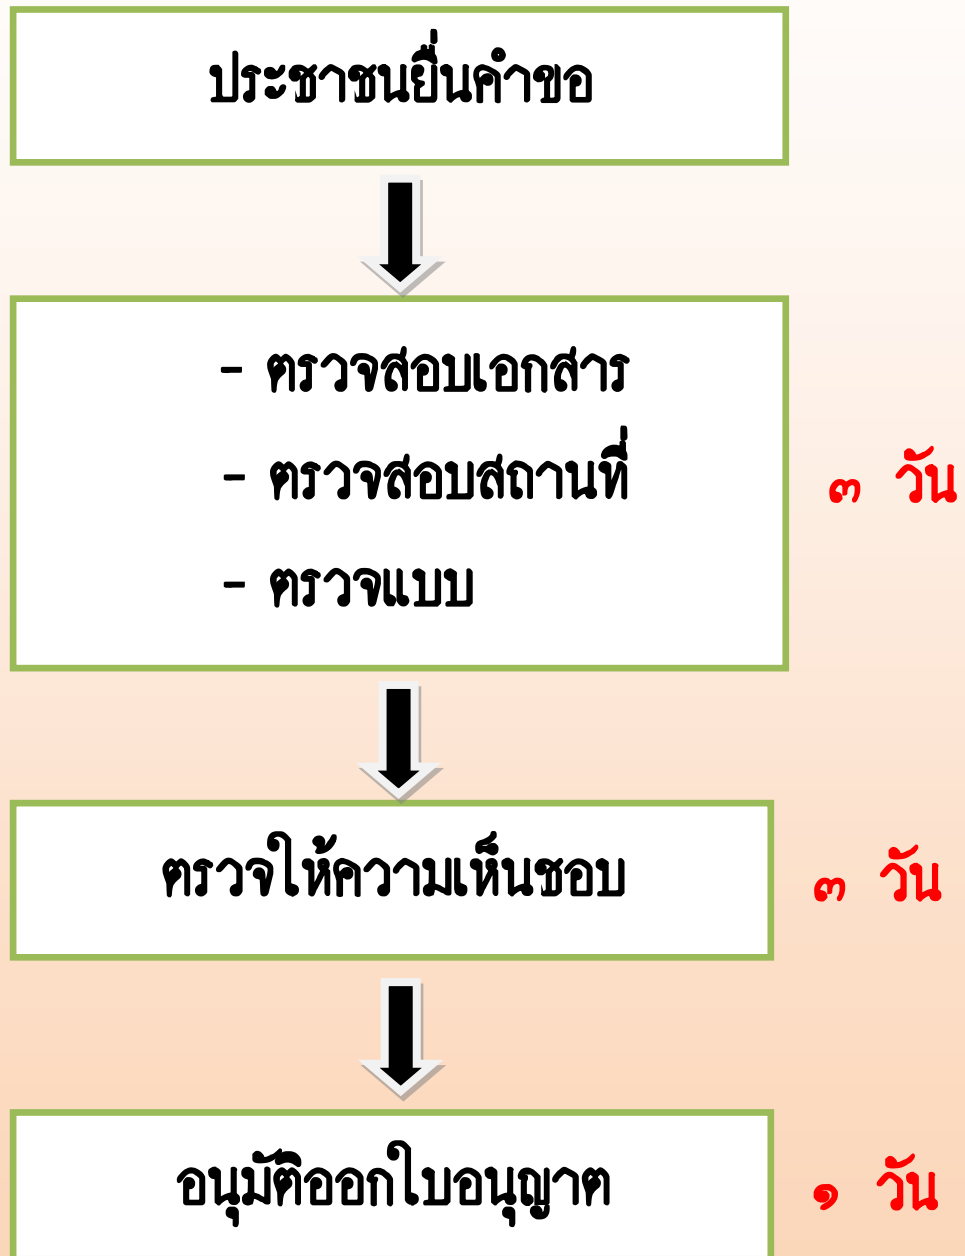 ประชาชนยื่นคำขอ
- ตรวจสอบเอกสาร
- ตรวจสอบสถานที่
- ตรวจแบบ
๓ วัน
ตรวจให้ความเห็นชอบ
๓ วัน
อนุมัติออกใบอนุญาต
๑ วัน